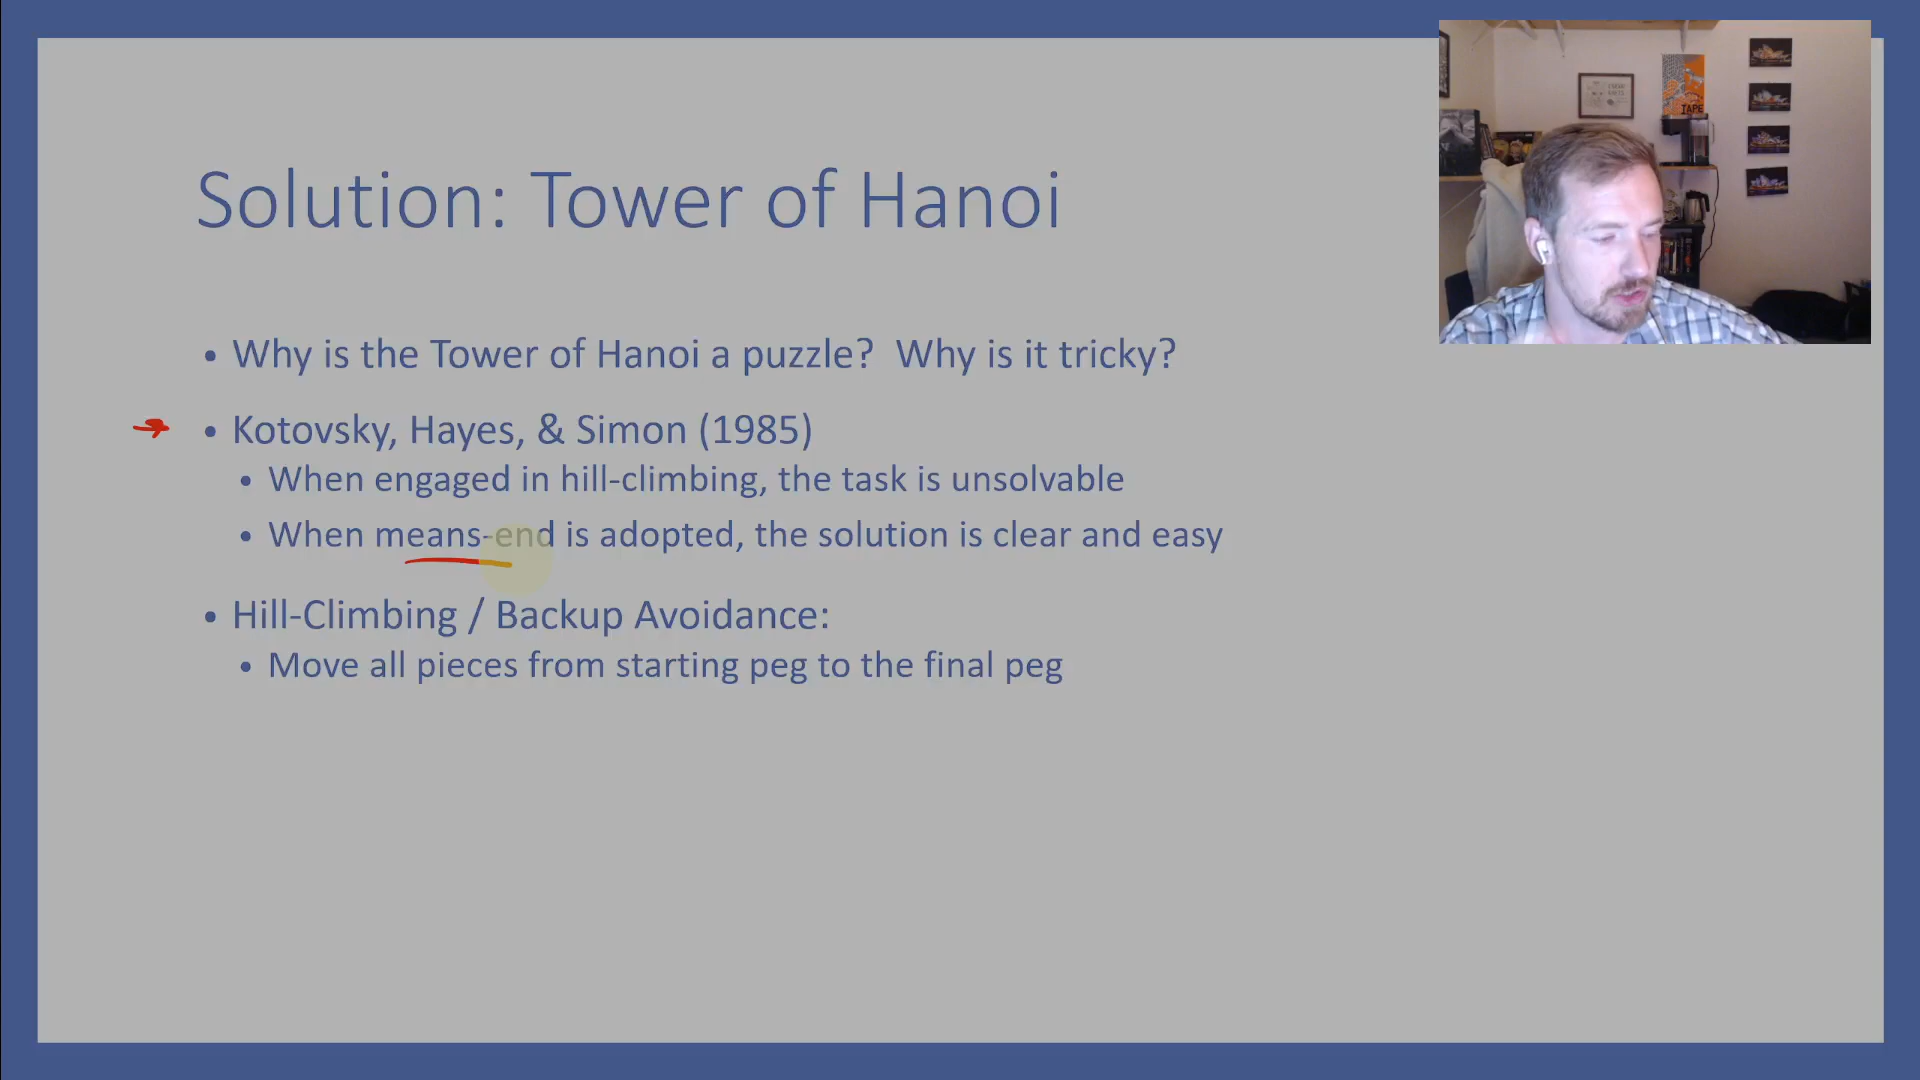 Solution: Tower of Hanoi
• Why is the Tower of Hanoi a puzzle?  Why is it tricky?
• Kotovsky, Hayes, & Simon (1985)
• When engaged in hill-climbing, the task is unsolvable
• When means-end is adopted, the solution is clear and easy
• Hill-Climbing / Backup Avoidance:
• Move all pieces from starting peg to the final peg
TAPE